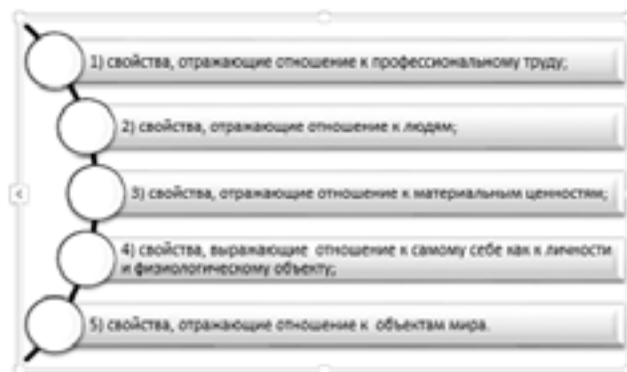 1) свойства, отражающие отношение к профессиональному труду;
2) свойства, отражающие отношение к людям;
3) свойства, отражающие отношение к материальным ценностям;
4) свойства, выражающие отношение к самому себе как к личности
и физиологическому объекту;
5) свойства, отражающие отношение к объектам мира.